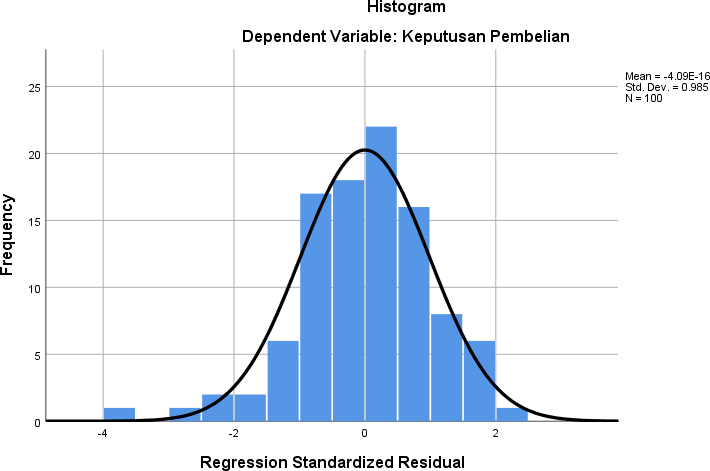 Histogram
Dependent Variable: Keputusan Pembelian
Mean = -4.09E-16
Std. Dev. = 0.985
N = 100
Frequency
25
20
15
10
5
0
-4
-2
0
2
Regression Standardized Residual